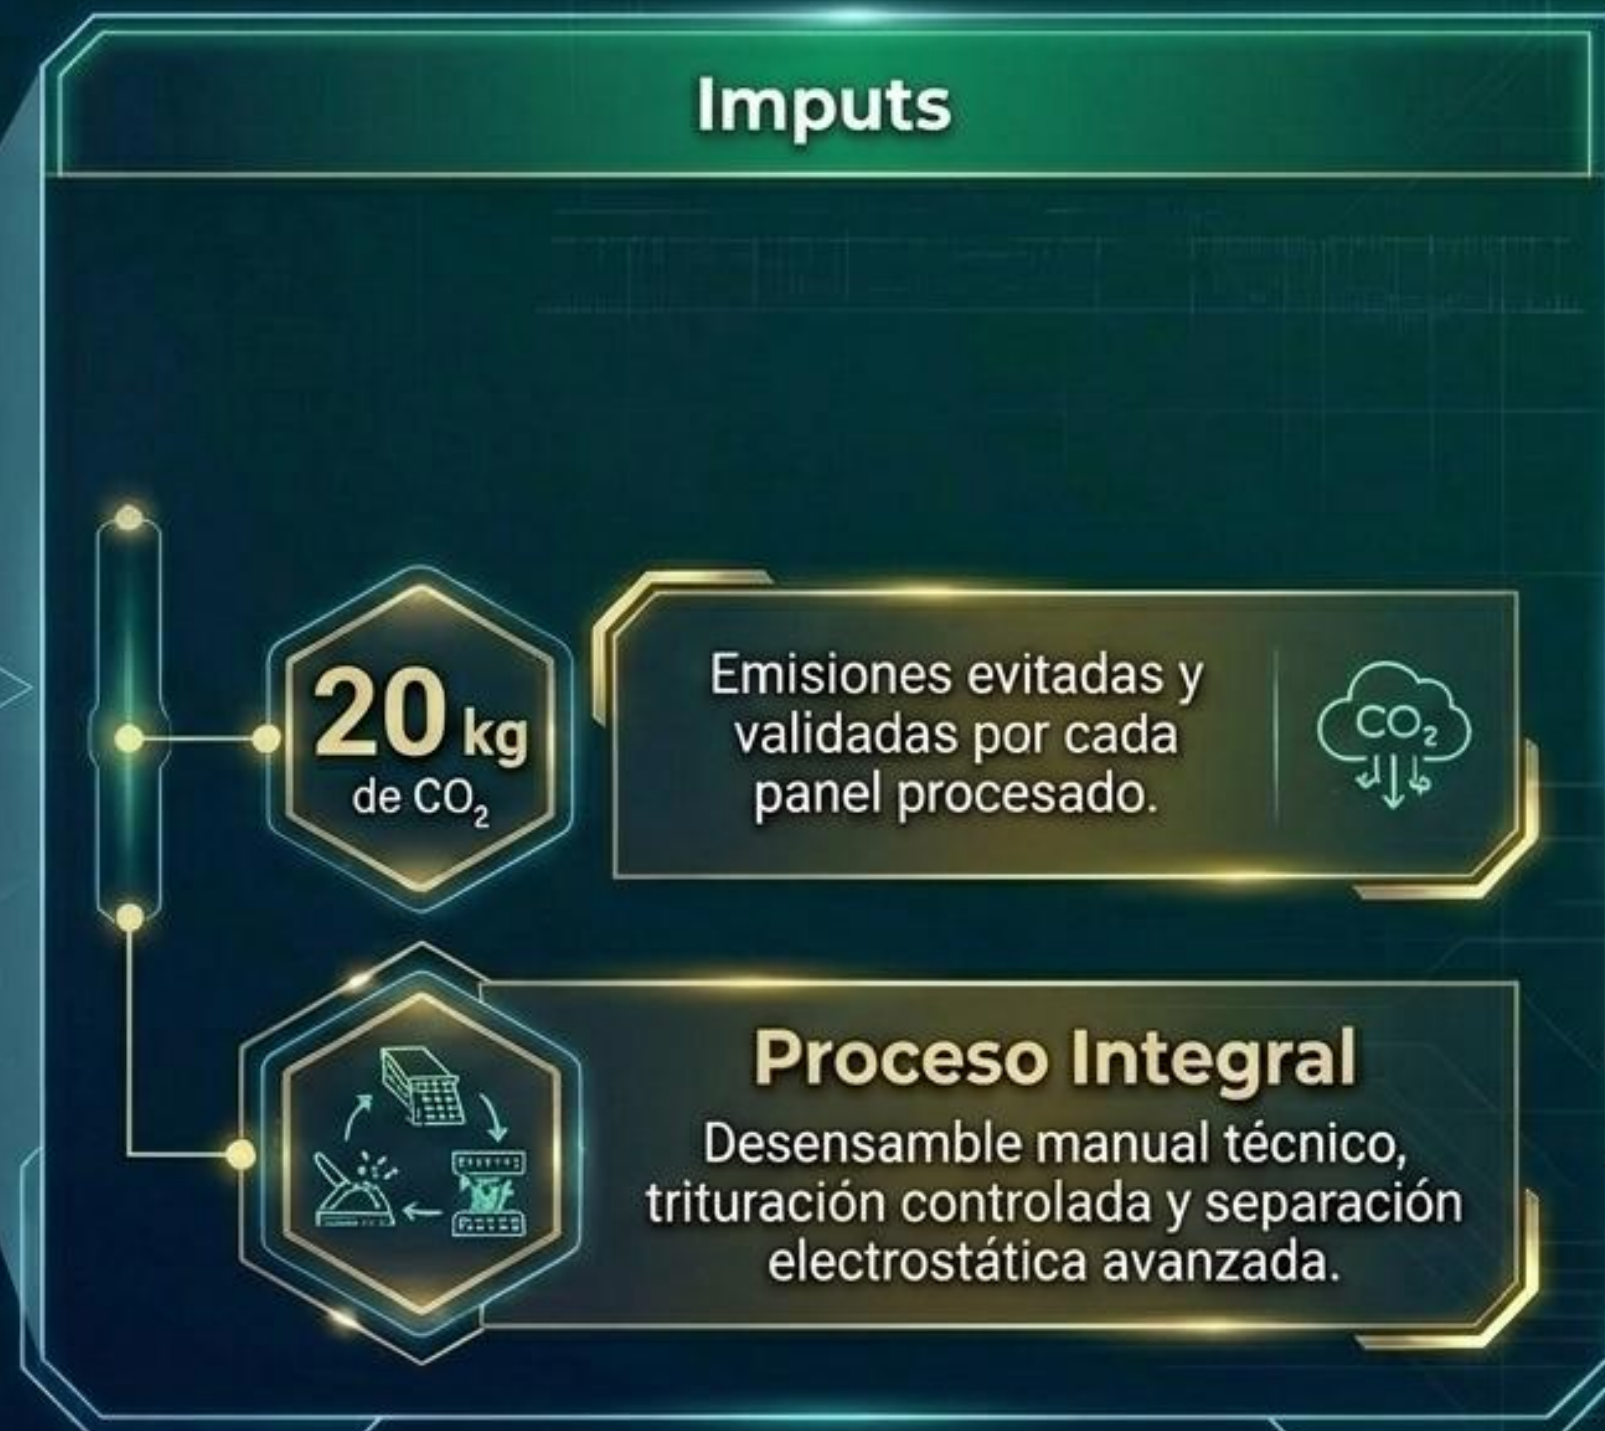 Imputs
20 kg
de CO₂
Emisiones evitadas y
validadas por cada
panel procesado.
CO₂
Proceso Integral
Desensamble manual técnico,
trituración controlada y separación
electrostática avanzada.